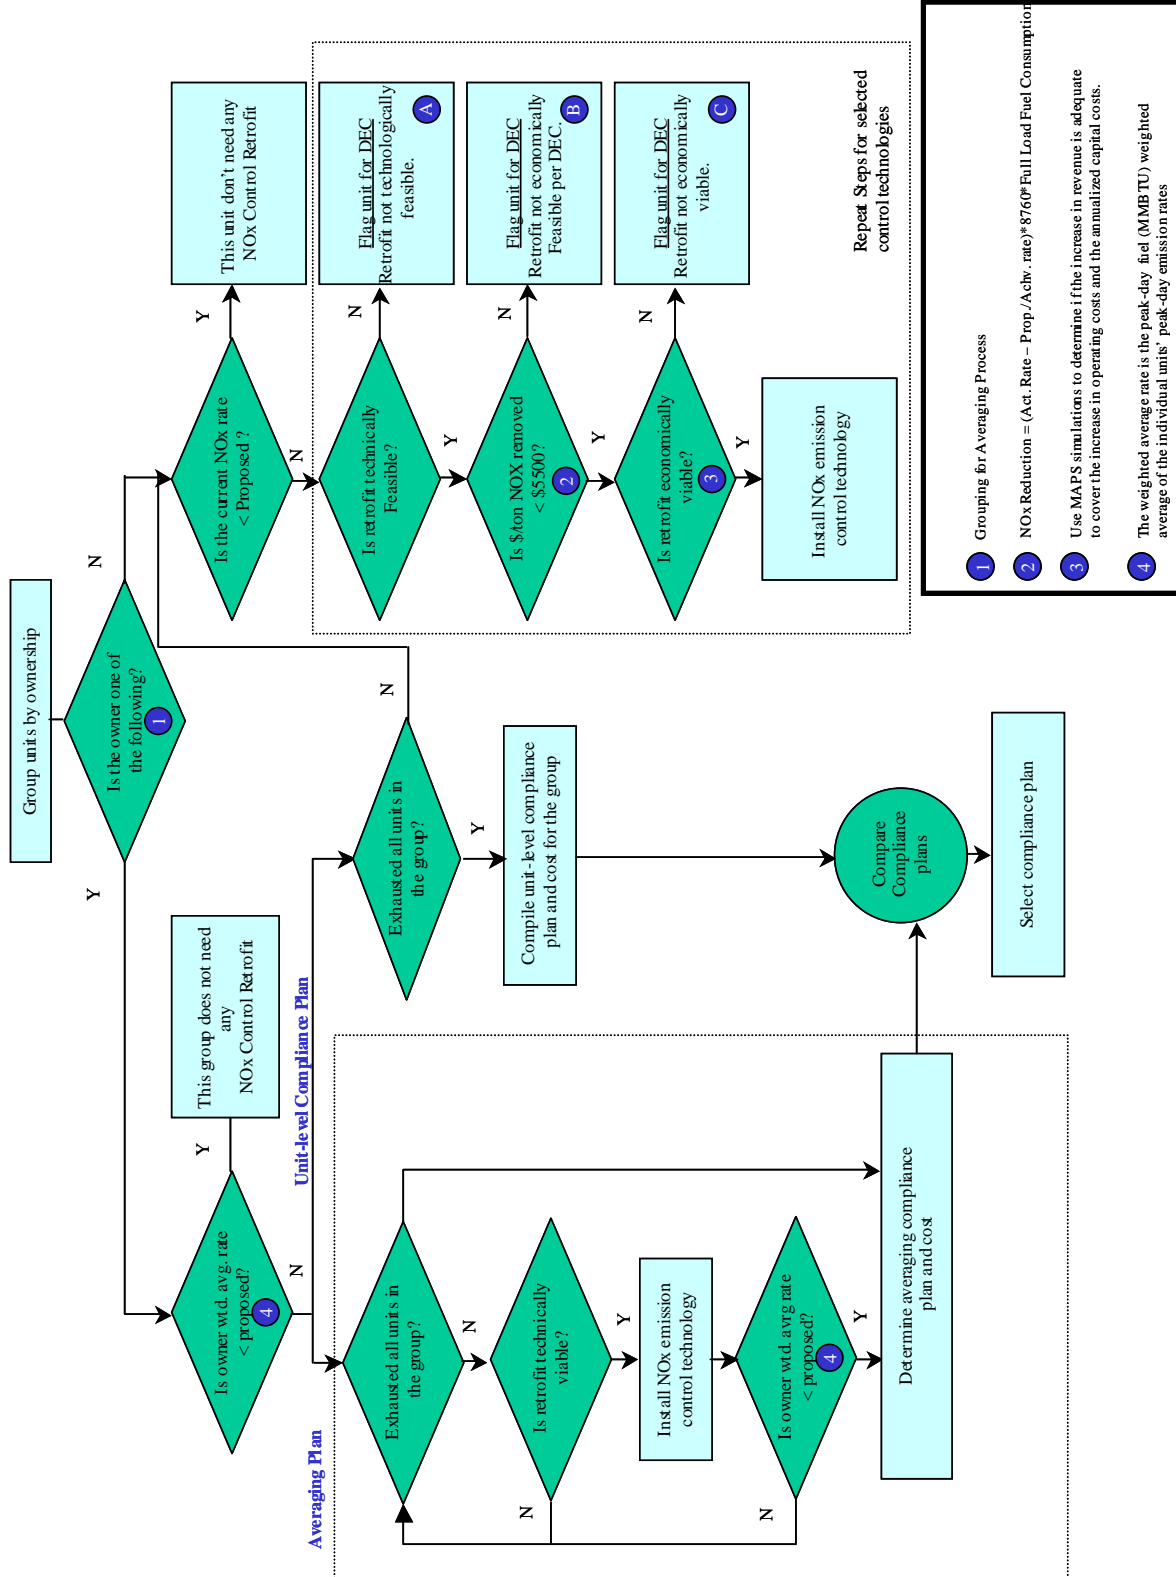 Group units by ownership
Is the owner one of
the following?
1
Y
N
Is owner wtd. avg. rate
< proposed?
4
Y
N
This group does not need
any
NOx Control Retrofit
Is the current NOx rate
< Proposed ?
Y
N
This unit don't need any
NOx Control Retrofit
Averaging Plan
Unit-level Compliance Plan
Exhausted all units in
the group?
N
Is retrofit technically
viable?
N
Y
Install NOx emission
control technology
Is owner wtd. avrg rate
< proposed?
4
N
Y
Determine averaging compliance
plan and cost
Exhausted all units in
the group?
N
Y
Compile unit-level compliance
plan and cost for the group
Compare
Compliance
plans
Select compliance plan
Is retrofit technically
Feasible?
N
Y
Flag unit for DEC
Retrofit not technologically
feasible.
A
Is $/ton NOX removed
< $5500?
2
N
Y
Flag unit for DEC
Retrofit not economically
Feasible per DEC.
B
Is retrofit economically
viable?
3
N
Y
Flag unit for DEC
Retrofit not economically
viable.
C
Install NOx emission
control technology
Repeat Steps for selected
control technologies
1 Grouping for Averaging Process
2 NOx Reduction = (Act. Rate – Prop./Achv. rate)*8760*Full Load Fuel Consumption
3 Use MAPS simulations to determine if the increase in revenue is adequate
to cover the increase in operating costs and the annualized capital costs.
4 The weighted average rate is the peak-day fuel (MMBTU) weighted
average of the individual units' peak-day emission rates